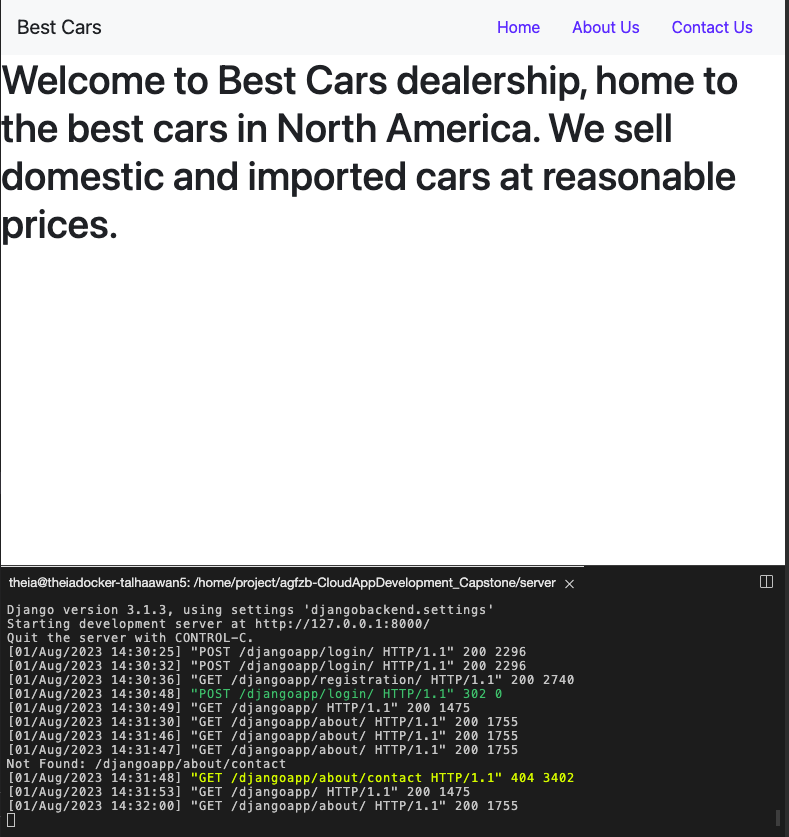 Best Cars
Home About Us Contact Us
Welcome to Best Cars dealership, home to
the best cars in North America. We sell
domestic and imported cars at reasonable
prices.
theia@theiadocker-talhaawan5: /home/project/agfzb-CloudAppDevelopment_Capstone/server ×
Django version 3.1.3, using settings 'djangobackend.settings'
Starting development server at http://127.0.0.1:8000/
Quit the server with CONTROL-C.
[01/Aug/2023 14:30:25] "POST /djangoapp/login/ HTTP/1.1" 200 2296
[01/Aug/2023 14:30:32] "POST /djangoapp/login/ HTTP/1.1" 200 2296
[01/Aug/2023 14:30:36] "GET /djangoapp/registration/ HTTP/1.1" 200 2740
[01/Aug/2023 14:30:48] "POST /djangoapp/login/ HTTP/1.1" 302 0
[01/Aug/2023 14:30:49] "GET /djangoapp/ HTTP/1.1" 200 1475
[01/Aug/2023 14:31:30] "GET /djangoapp/about/ HTTP/1.1" 200 1755
[01/Aug/2023 14:31:46] "GET /djangoapp/about/ HTTP/1.1" 200 1755
[01/Aug/2023 14:31:47] "GET /djangoapp/about/ HTTP/1.1" 200 1755
Not Found: /djangoapp/about/contact
[01/Aug/2023 14:31:48] "GET /djangoapp/about/contact HTTP/1.1" 404 3402
[01/Aug/2023 14:31:53] "GET /djangoapp/ HTTP/1.1" 200 1475
[01/Aug/2023 14:32:00] "GET /djangoapp/about/ HTTP/1.1" 200 1755